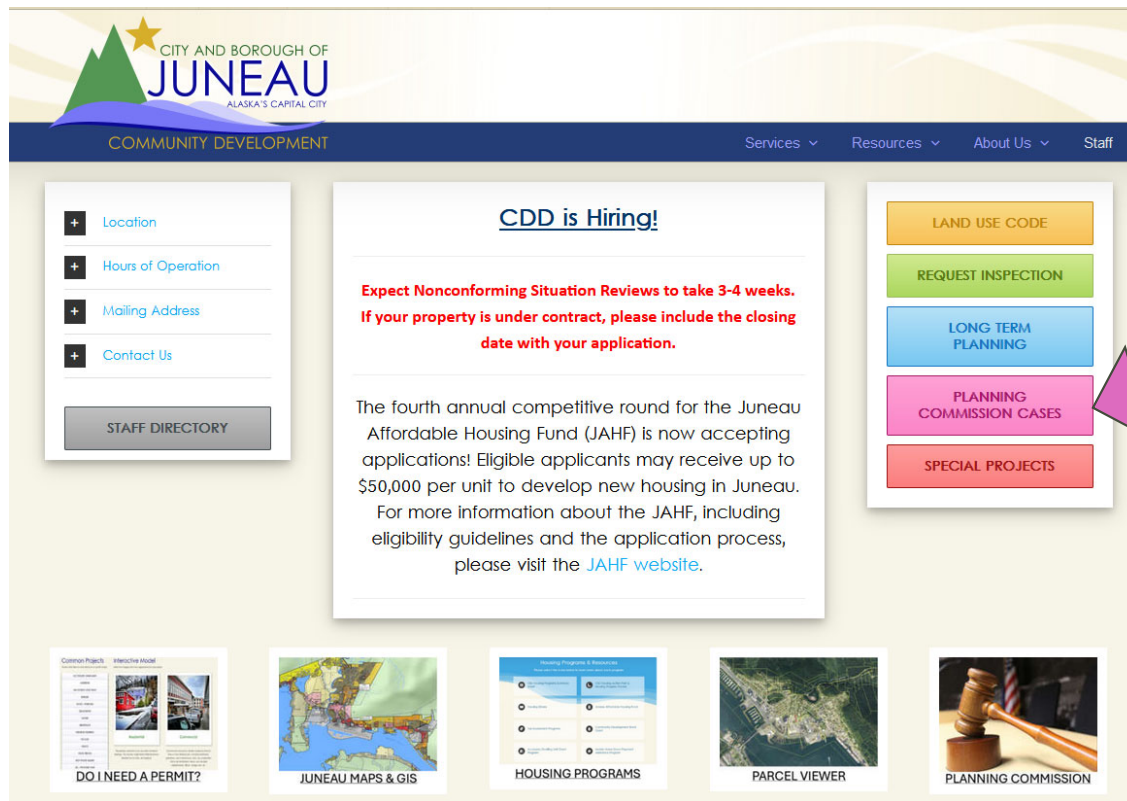 CITY AND BOROUGH OF
JUNEAU
ALASKA'S CAPITAL CITY
COMMUNITY DEVELOPMENT
Services
Resources
About Us
Staff
Location
Hours of Operation
Mailing Address
Contact Us
STAFF DIRECTORY
CDD is Hiring!
Expect Nonconforming Situation Reviews to take 3-4 weeks.
If your property is under contract, please include the closing
date with your application.
The fourth annual competitive round for the Juneau
Affordable Housing Fund (JAHF) is now accepting
applications! Eligible applicants may receive up to
$50,000 per unit to develop new housing in Juneau.
For more information about the JAHF, including
eligibility guidelines and the application process,
please visit the JAHF website.
LAND USE CODE
REQUEST INSPECTION
LONG TERM
PLANNING
PLANNING
COMMISSION CASES
SPECIAL PROJECTS
Common Projects
Interactive Model
DO I NEED A PERMIT?
JUNEAU MAPS & GIS
Housing Programs & Resources
HOUSING PROGRAMS
PARCEL VIEWER
PLANNING COMMISSION